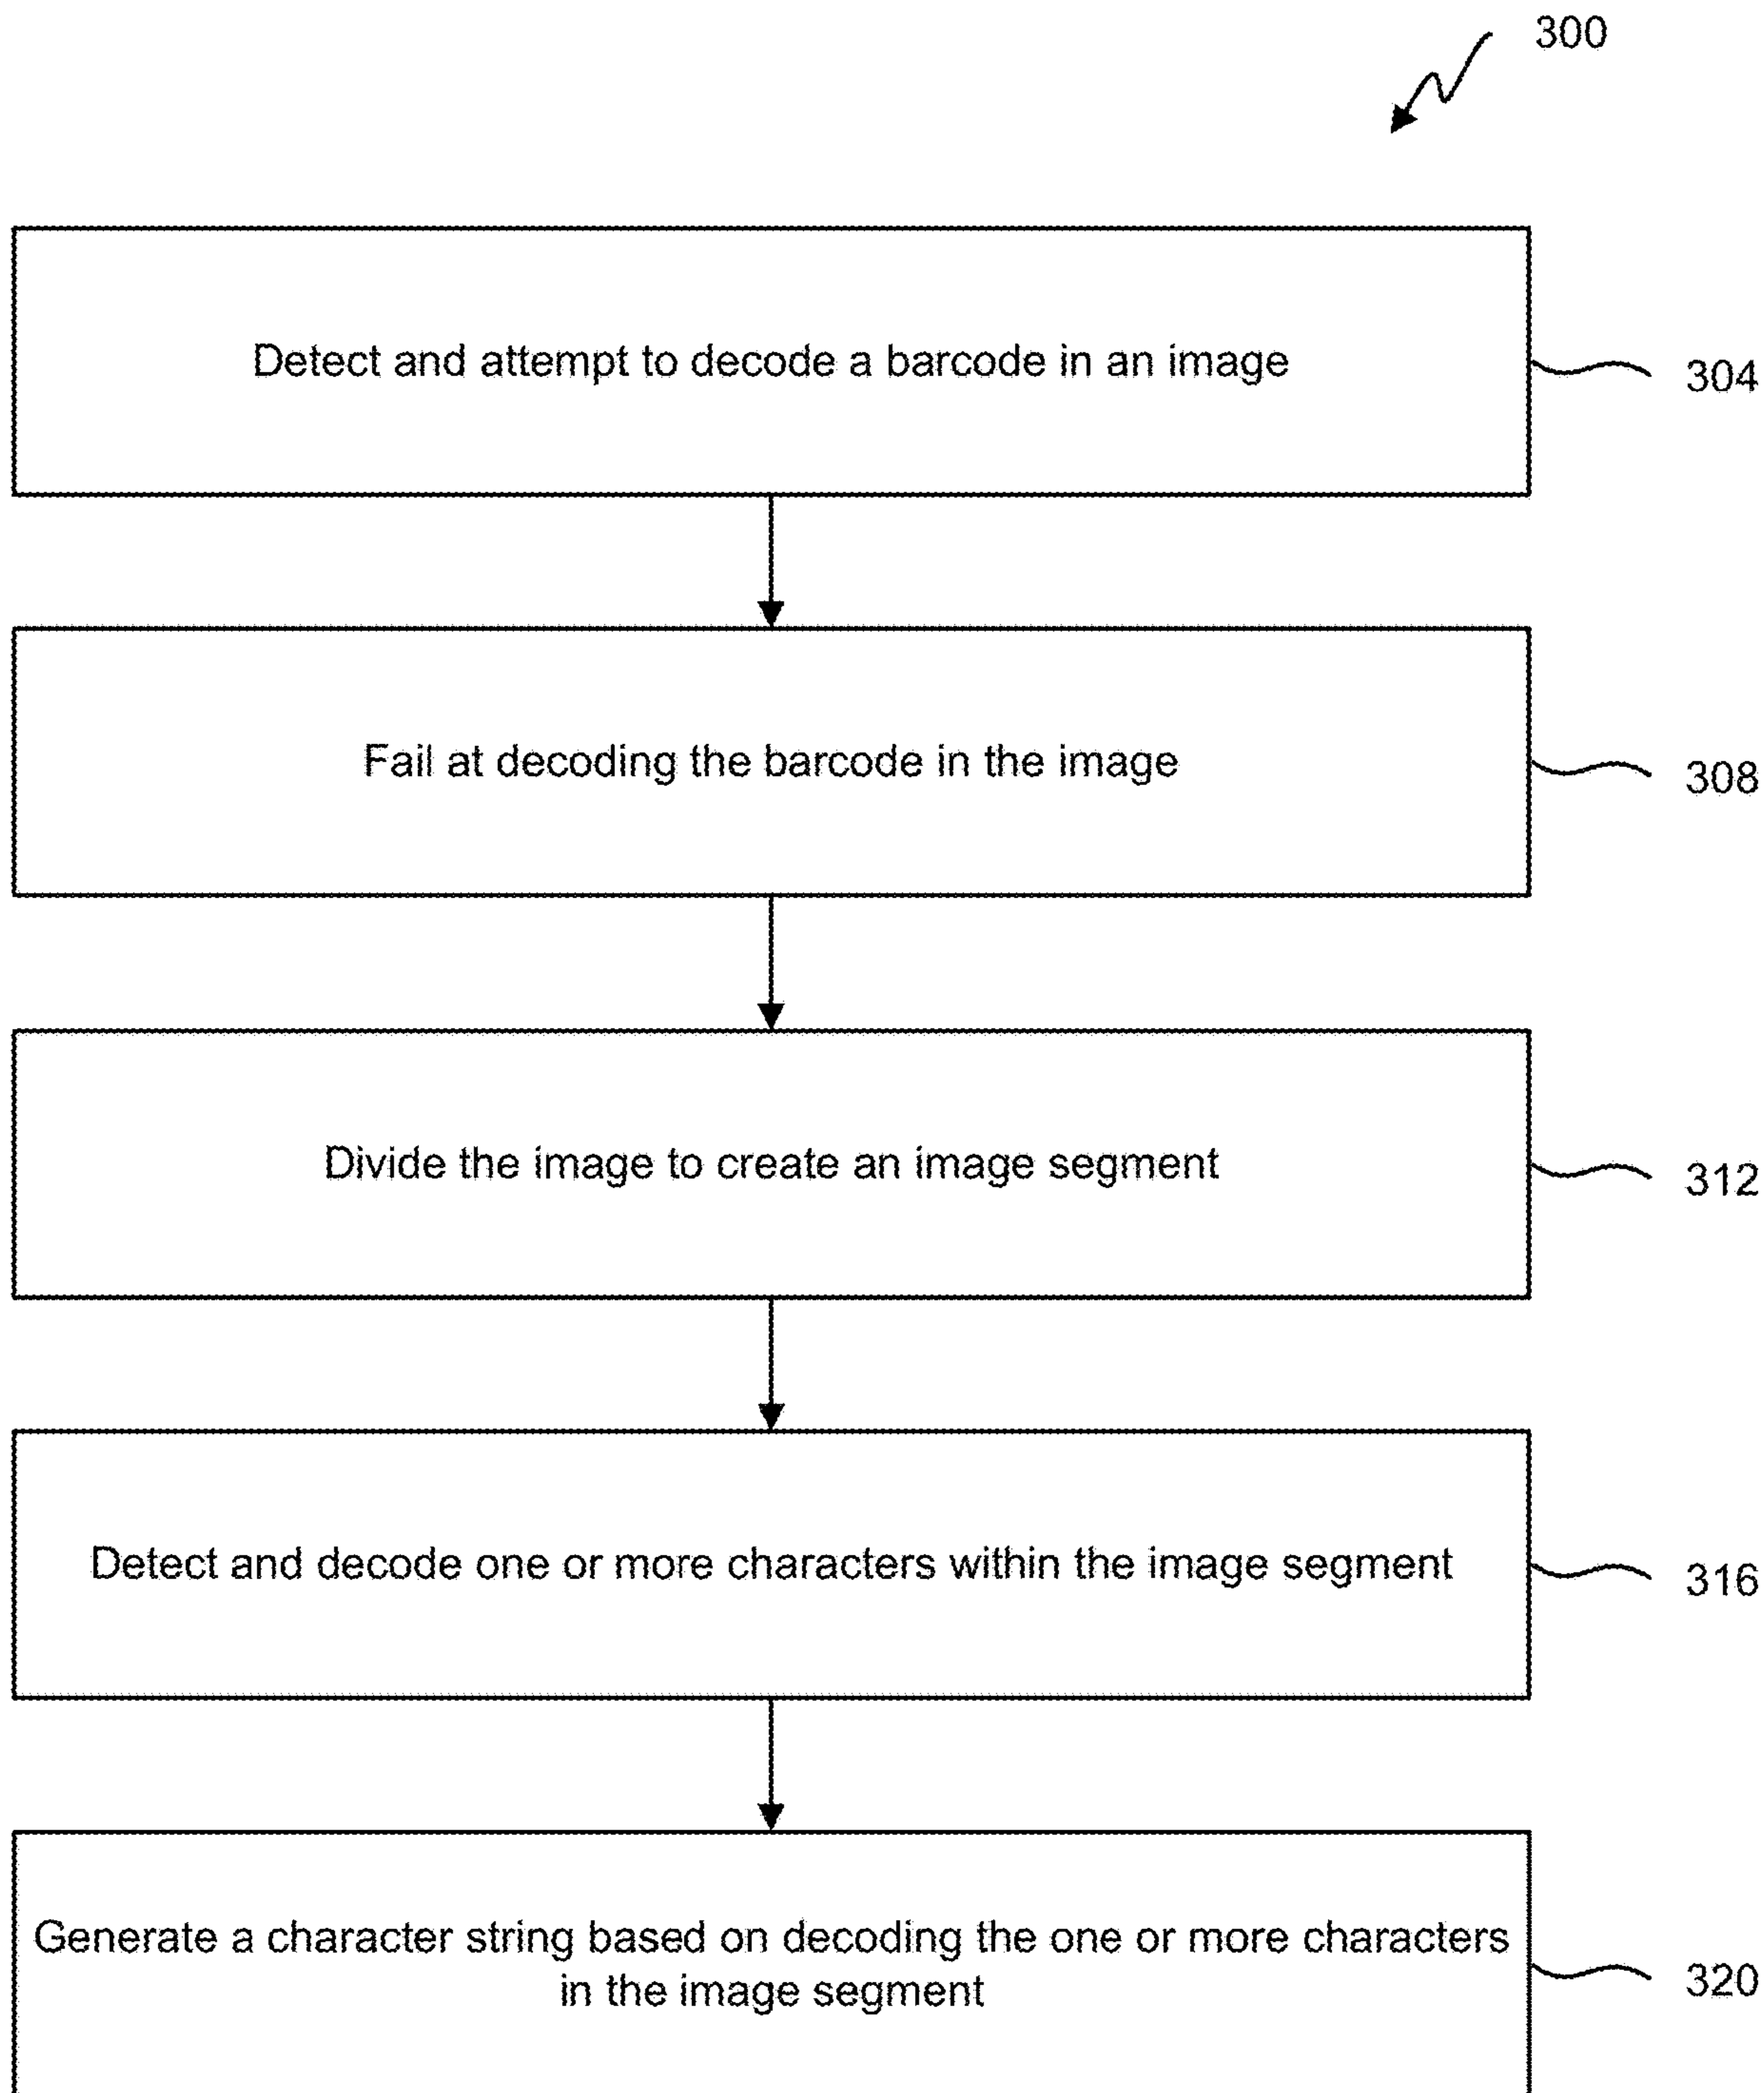 300
Detect and attempt to decode a barcode in an image
304
Fail at decoding the barcode in the image
308
Divide the image to create an image segment
312
Detect and decode one or more characters within the image segment
316
Generate a character string based on decoding the one or more characters
in the image segment
320